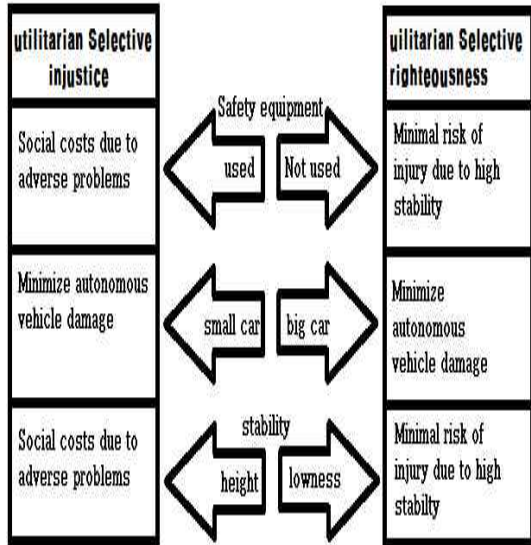 utilitarian Selective
injustice
uilitarian Selective
righteousness
Social costs due to
adverse problems
Safety equipment
used
Not used
Minimal risk of
injury due to high
stability
Minimize autonomous
vehicle damage
small car
big car
Minimize
autonomous
vehicle damage
Social costs due to
adverse problems
stability
height
lowness
Minimal risk of
injury due to high
stabilty